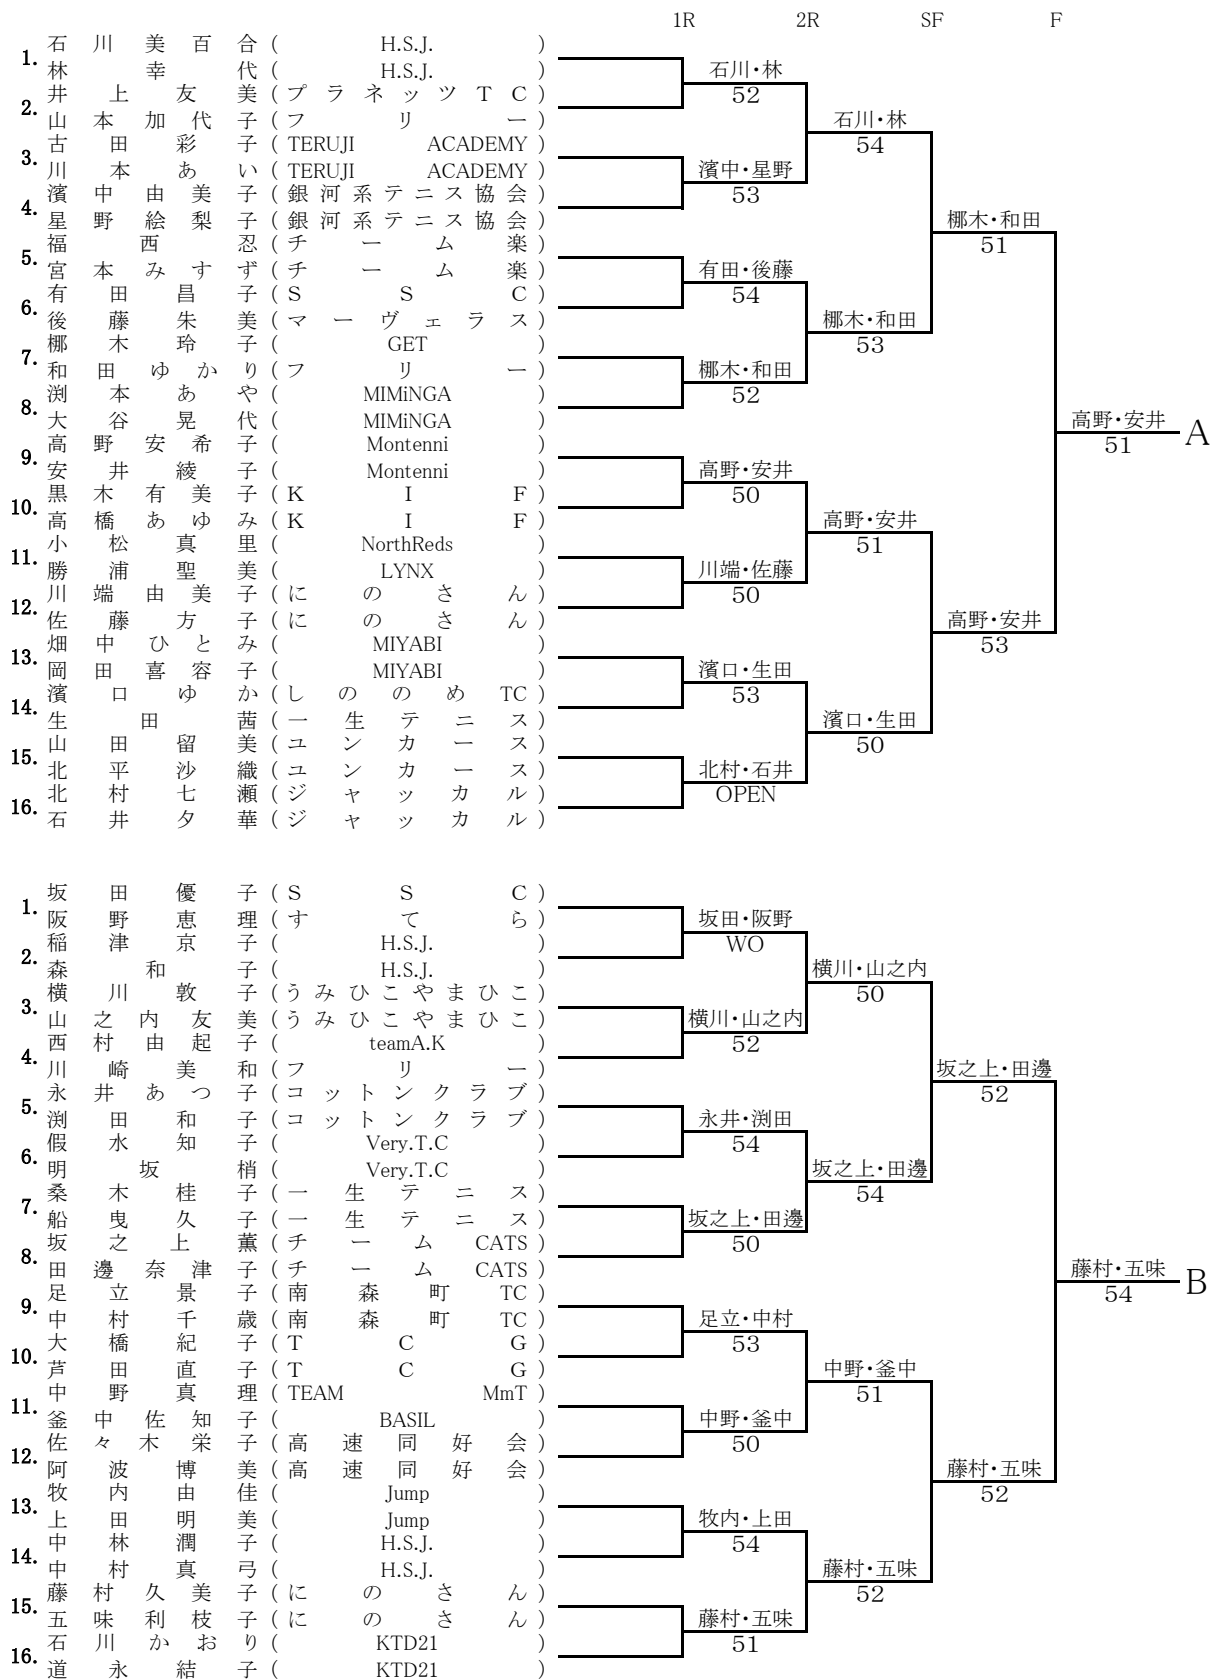 1R 2R SF F
1. 石川美百合 ( H.S.J. )
林幸代 ( H.S.J. )
2. 井上友美 ( プラネッツTC )
山本加代子 ( フリー )
3. 古田彩子 ( TERUJI ACADEMY )
川本あい ( TERUJI ACADEMY )
4. 濱中由美子 ( 銀河系テニス協会 )
星野絵梨子 ( 銀河系テニス協会 )
5. 福西忍 ( チーム楽 )
宮本みすず ( チーム楽 )
6. 有田昌子 ( SSC )
後藤朱美 ( マーヴェラス )
7. 梛木玲子 ( GET )
和田ゆかり ( フリー )
8. 渕本あや ( MIMiNGA )
大谷晃代 ( MIMiNGA )
9. 高野安希子 ( Montenni )
安井綾子 ( Montenni )
10. 黒木有美子 ( KIF )
高橋あゆみ ( KIF )
11. 小松真里 ( NorthReds )
勝浦聖美 ( LYNX )
12. 川端由美子 ( にのさん )
佐藤方子 ( にのさん )
13. 畑中ひとみ ( MIYABI )
岡田喜容子 ( MIYABI )
14. 濱口ゆか ( しののめTC )
生田茜 ( 一生テニス )
15. 山田留美 ( ユンカース )
北平沙織 ( ユンカース )
16. 北村七瀬 ( ジャッカル )
石井夕華 ( ジャッカル )
石川・林
52
濱中・星野
53
有田・後藤
54
梛木・和田
52
高野・安井
50
川端・佐藤
50
濱口・生田
53
北村・石井
OPEN
石川・林
54
梛木・和田
53
高野・安井
51
濱口・生田
50
梛木・和田
51
高野・安井
53
高野・安井
51
A
1. 坂田優子 ( SSC )
阪野恵理 ( すてら )
2. 稲津京子 ( H.S.J. )
森和子 ( H.S.J. )
3. 横川敦子 ( うみひこやまひこ )
山之内友美 ( うみひこやまひこ )
4. 西村由起子 ( teamA.K )
川崎美和 ( フリー )
5. 永井あつ子 ( コットンクラブ )
渕田和子 ( コットンクラブ )
6. 假水知子 ( Very.T.C )
明坂梢 ( Very.T.C )
7. 桑木桂子 ( 一生テニス )
船曳久子 ( 一生テニス )
8. 坂之上薫 ( チームCATS )
田邊奈津子 ( チームCATS )
9. 足立景子 ( 南森町TC )
中村千歳 ( 南森町TC )
10. 大橋紀子 ( TCG )
芦田直子 ( TCG )
11. 中野真理 ( TEAM MmT )
釜中佐知子 ( BASIL )
12. 佐々木栄子 ( 高速同好会 )
阿波博美 ( 高速同好会 )
13. 牧内由佳 ( Jump )
上田明美 ( Jump )
14. 中林潤子 ( H.S.J. )
中村真弓 ( H.S.J. )
15. 藤村久美子 ( にのさん )
五味利枝子 ( にのさん )
16. 石川かおり ( KTD21 )
道永結子 ( KTD21 )
坂田・阪野
WO
横川・山之内
52
永井・渕田
54
坂之上・田邊
50
足立・中村
53
中野・釜中
50
牧内・上田
54
藤村・五味
51
横川・山之内
50
坂之上・田邊
54
中野・釜中
51
藤村・五味
52
坂之上・田邊
52
藤村・五味
52
藤村・五味
54
B